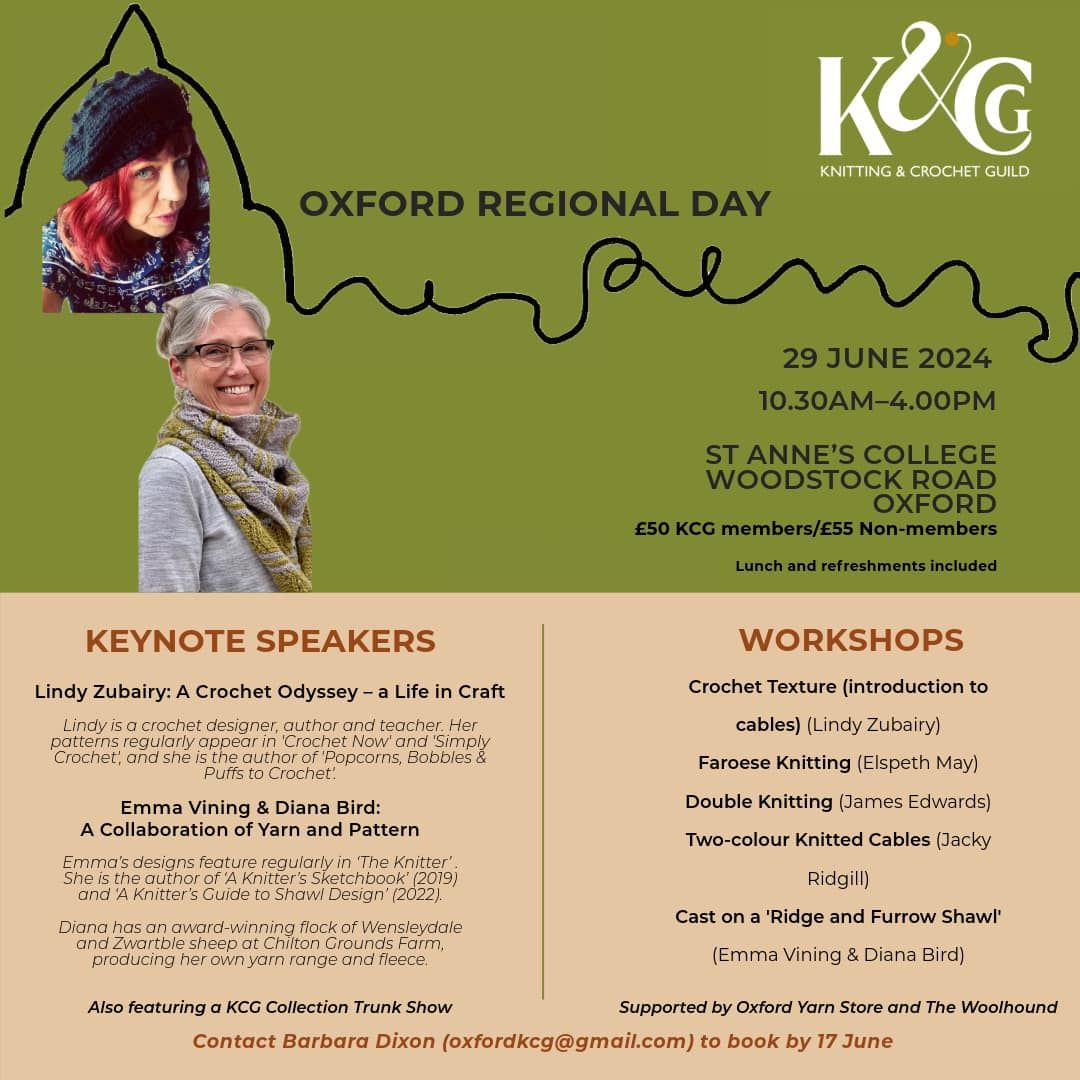 K&CG
KNITTING & CROCHET GUILD
OXFORD REGIONAL DAY
29 JUNE 2024
10.30AM–4.00PM
ST ANNE'S COLLEGE
WOODSTOCK ROAD
OXFORD
£50 KCG members/£55 Non-members
Lunch and refreshments included
KEYNOTE SPEAKERS
Lindy Zubairy: A Crochet Odyssey – a Life in Craft
Lindy is a crochet designer, author and teacher. Her
patterns regularly appear in 'Crochet Now' and 'Simply
Crochet', and she is the author of 'Popcorns, Bobbles &
Puffs to Crochet'.
Emma Vining & Diana Bird:
A Collaboration of Yarn and Pattern
Emma's designs feature regularly in 'The Knitter' .
She is the author of 'A Knitter's Sketchbook' (2019)
and 'A Knitter's Guide to Shawl Design' (2022).
Diana has an award-winning flock of Wensleydale
and Zwartble sheep at Chilton Grounds Farm,
producing her own yarn range and fleece.
Also featuring a KCG Collection Trunk Show
WORKSHOPS
Crochet Texture (introduction to
cables) (Lindy Zubairy)
Faroese Knitting (Elspeth May)
Double Knitting (James Edwards)
Two-colour Knitted Cables (Jacky
Ridgill)
Cast on a 'Ridge and Furrow Shawl'
(Emma Vining & Diana Bird)
Supported by Oxford Yarn Store and The Woolhound
Contact Barbara Dixon (oxfordkcg@gmail.com) to book by 17 June